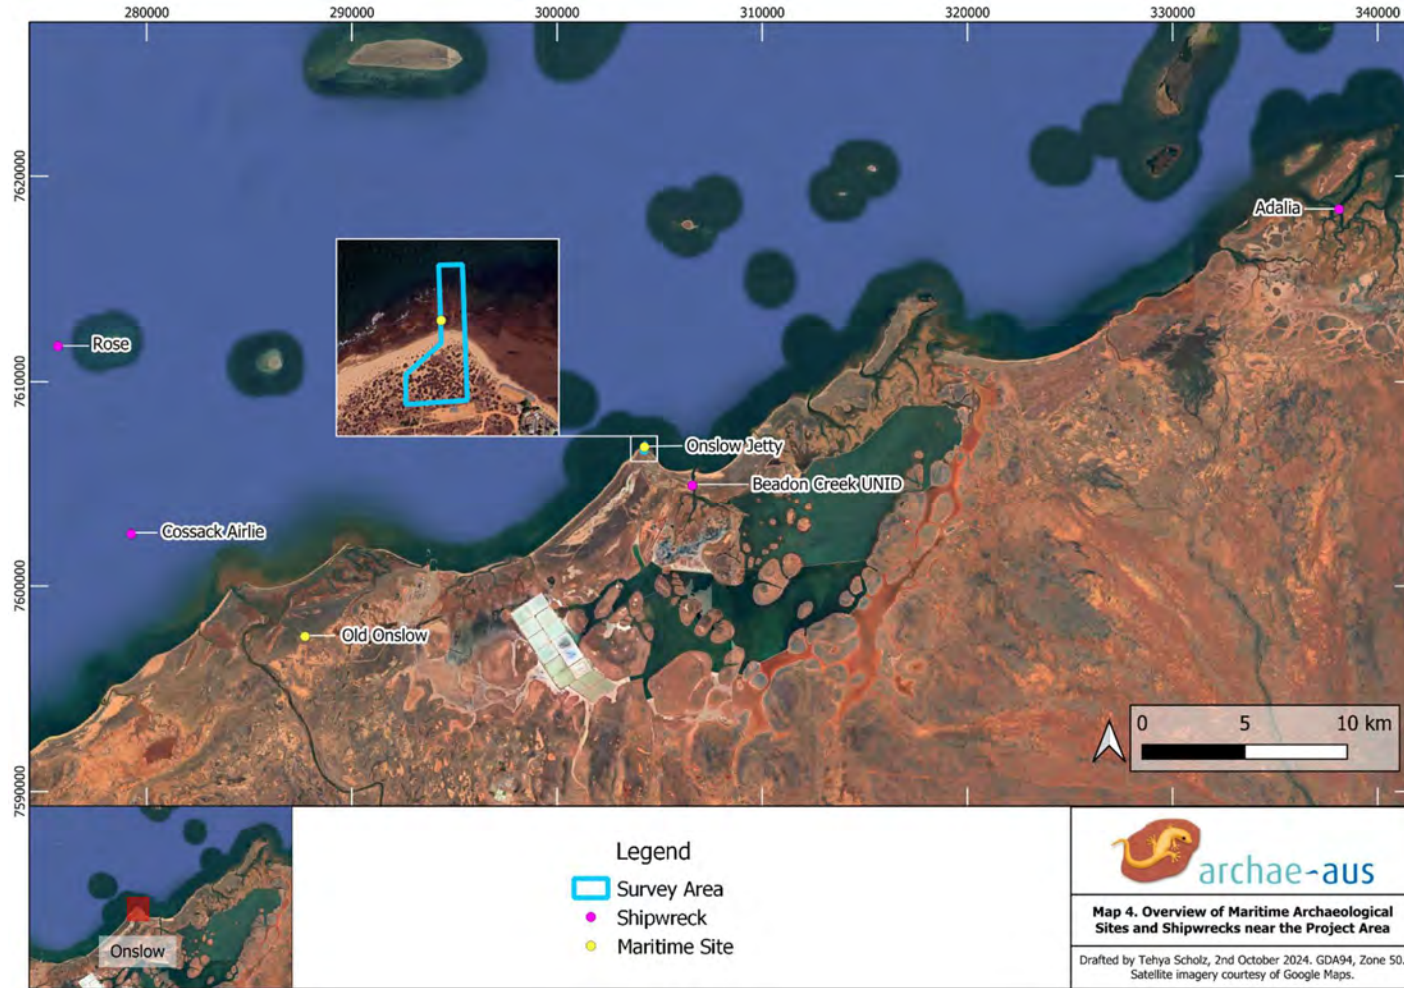 280000
290000
300000
310000
320000
330000
340000
7620000
7610000
7600000
7590000
Adalia
Rose
Onslow Jetty
Beadon Creek UNID
Cossack Airlie
Old Onslow
0 5 10 km
Onslow
Legend
Survey Area
Shipwreck
Maritime Site
archae-aus
Map 4. Overview of Maritime Archaeological
Sites and Shipwrecks near the Project Area
Drafted by Tehya Scholz, 2nd October 2024. GDA94, Zone 50.
Satellite imagery courtesy of Google Maps.